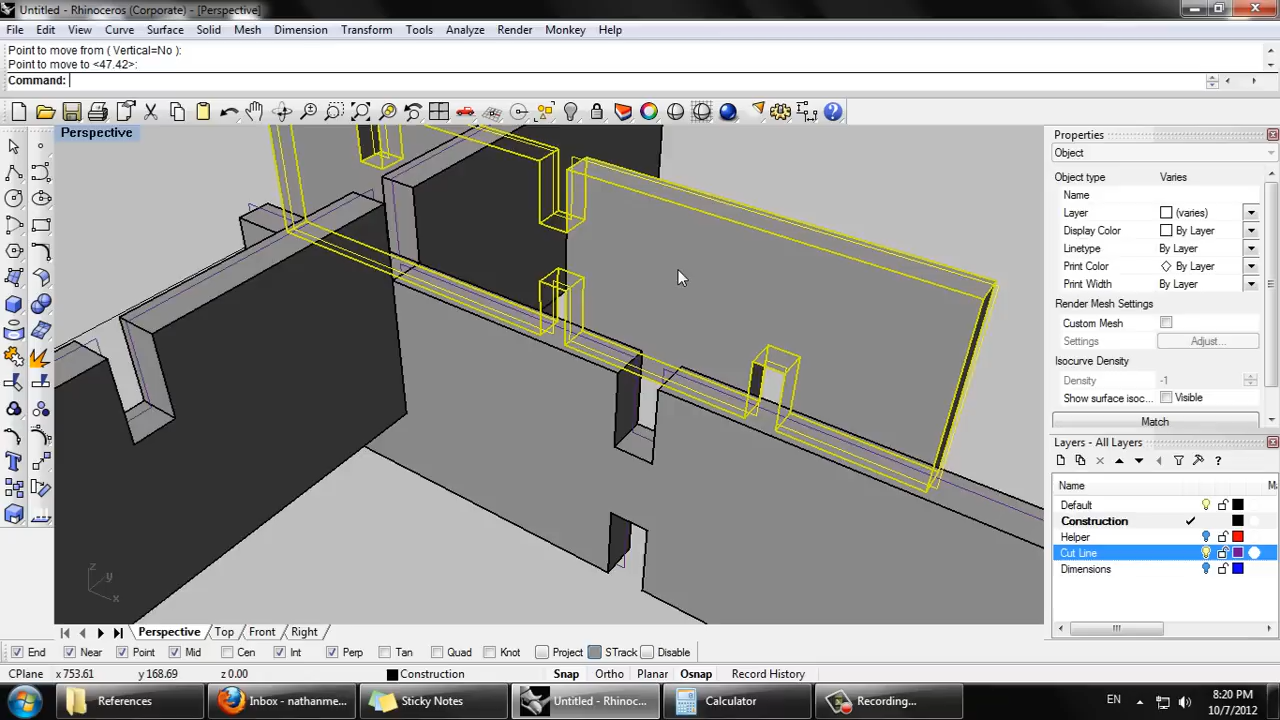 Untitled - Rhinoceros (Corporate) - [Perspective]
File Edit View Curve Surface Solid Mesh Dimension Transform Tools Analyze Render Monkey Help
Point to move from ( Vertical=No ):
Point to move to <47.42>:
Command:
Perspective
Properties
Object
Object type Varies
Name
Layer (varies)
Display Color By Layer
Linetype By Layer
Print Color By Layer
Print Width By Layer
Render Mesh Settings
Custom Mesh
Settings Adjust...
Isocurve Density
Density -1
Show surface isoc... Visible
Match
Layers - All Layers
Name M
Default
Construction
Helper
Cut Line
Dimensions
z
y
x
Perspective Top Front Right
End Near Point Mid Cen Int Perp Tan Quad Knot Project STrack Disable
CPlane x 753.61 y 168.69 z 0.00 Construction Snap Ortho Planar Osnap Record History
References Inbox - nathanme... Sticky Notes Untitled - Rhinoc... Calculator Recording... EN 8:20 PM
10/7/2012